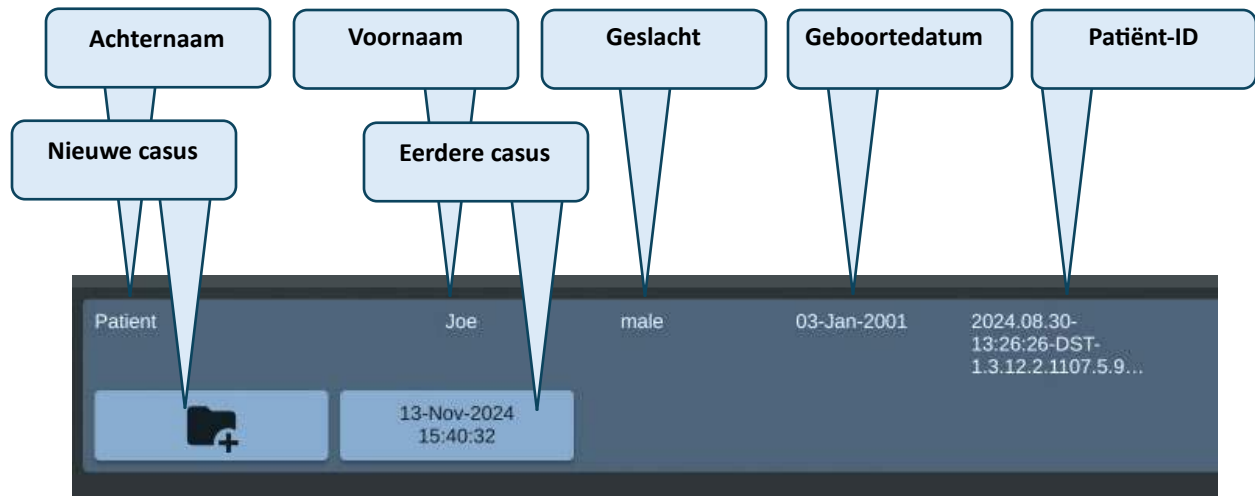 Achternaam
Voornaam
Geslacht
Geboortedatum
Patiënt-ID
Nieuwe casus
Eerdere casus
Patient
Joe
male
03-Jan-2001
2024.08.30-
13:26:26-DST-
1.3.12.2.1107.5.9...
13-Nov-2024
15:40:32